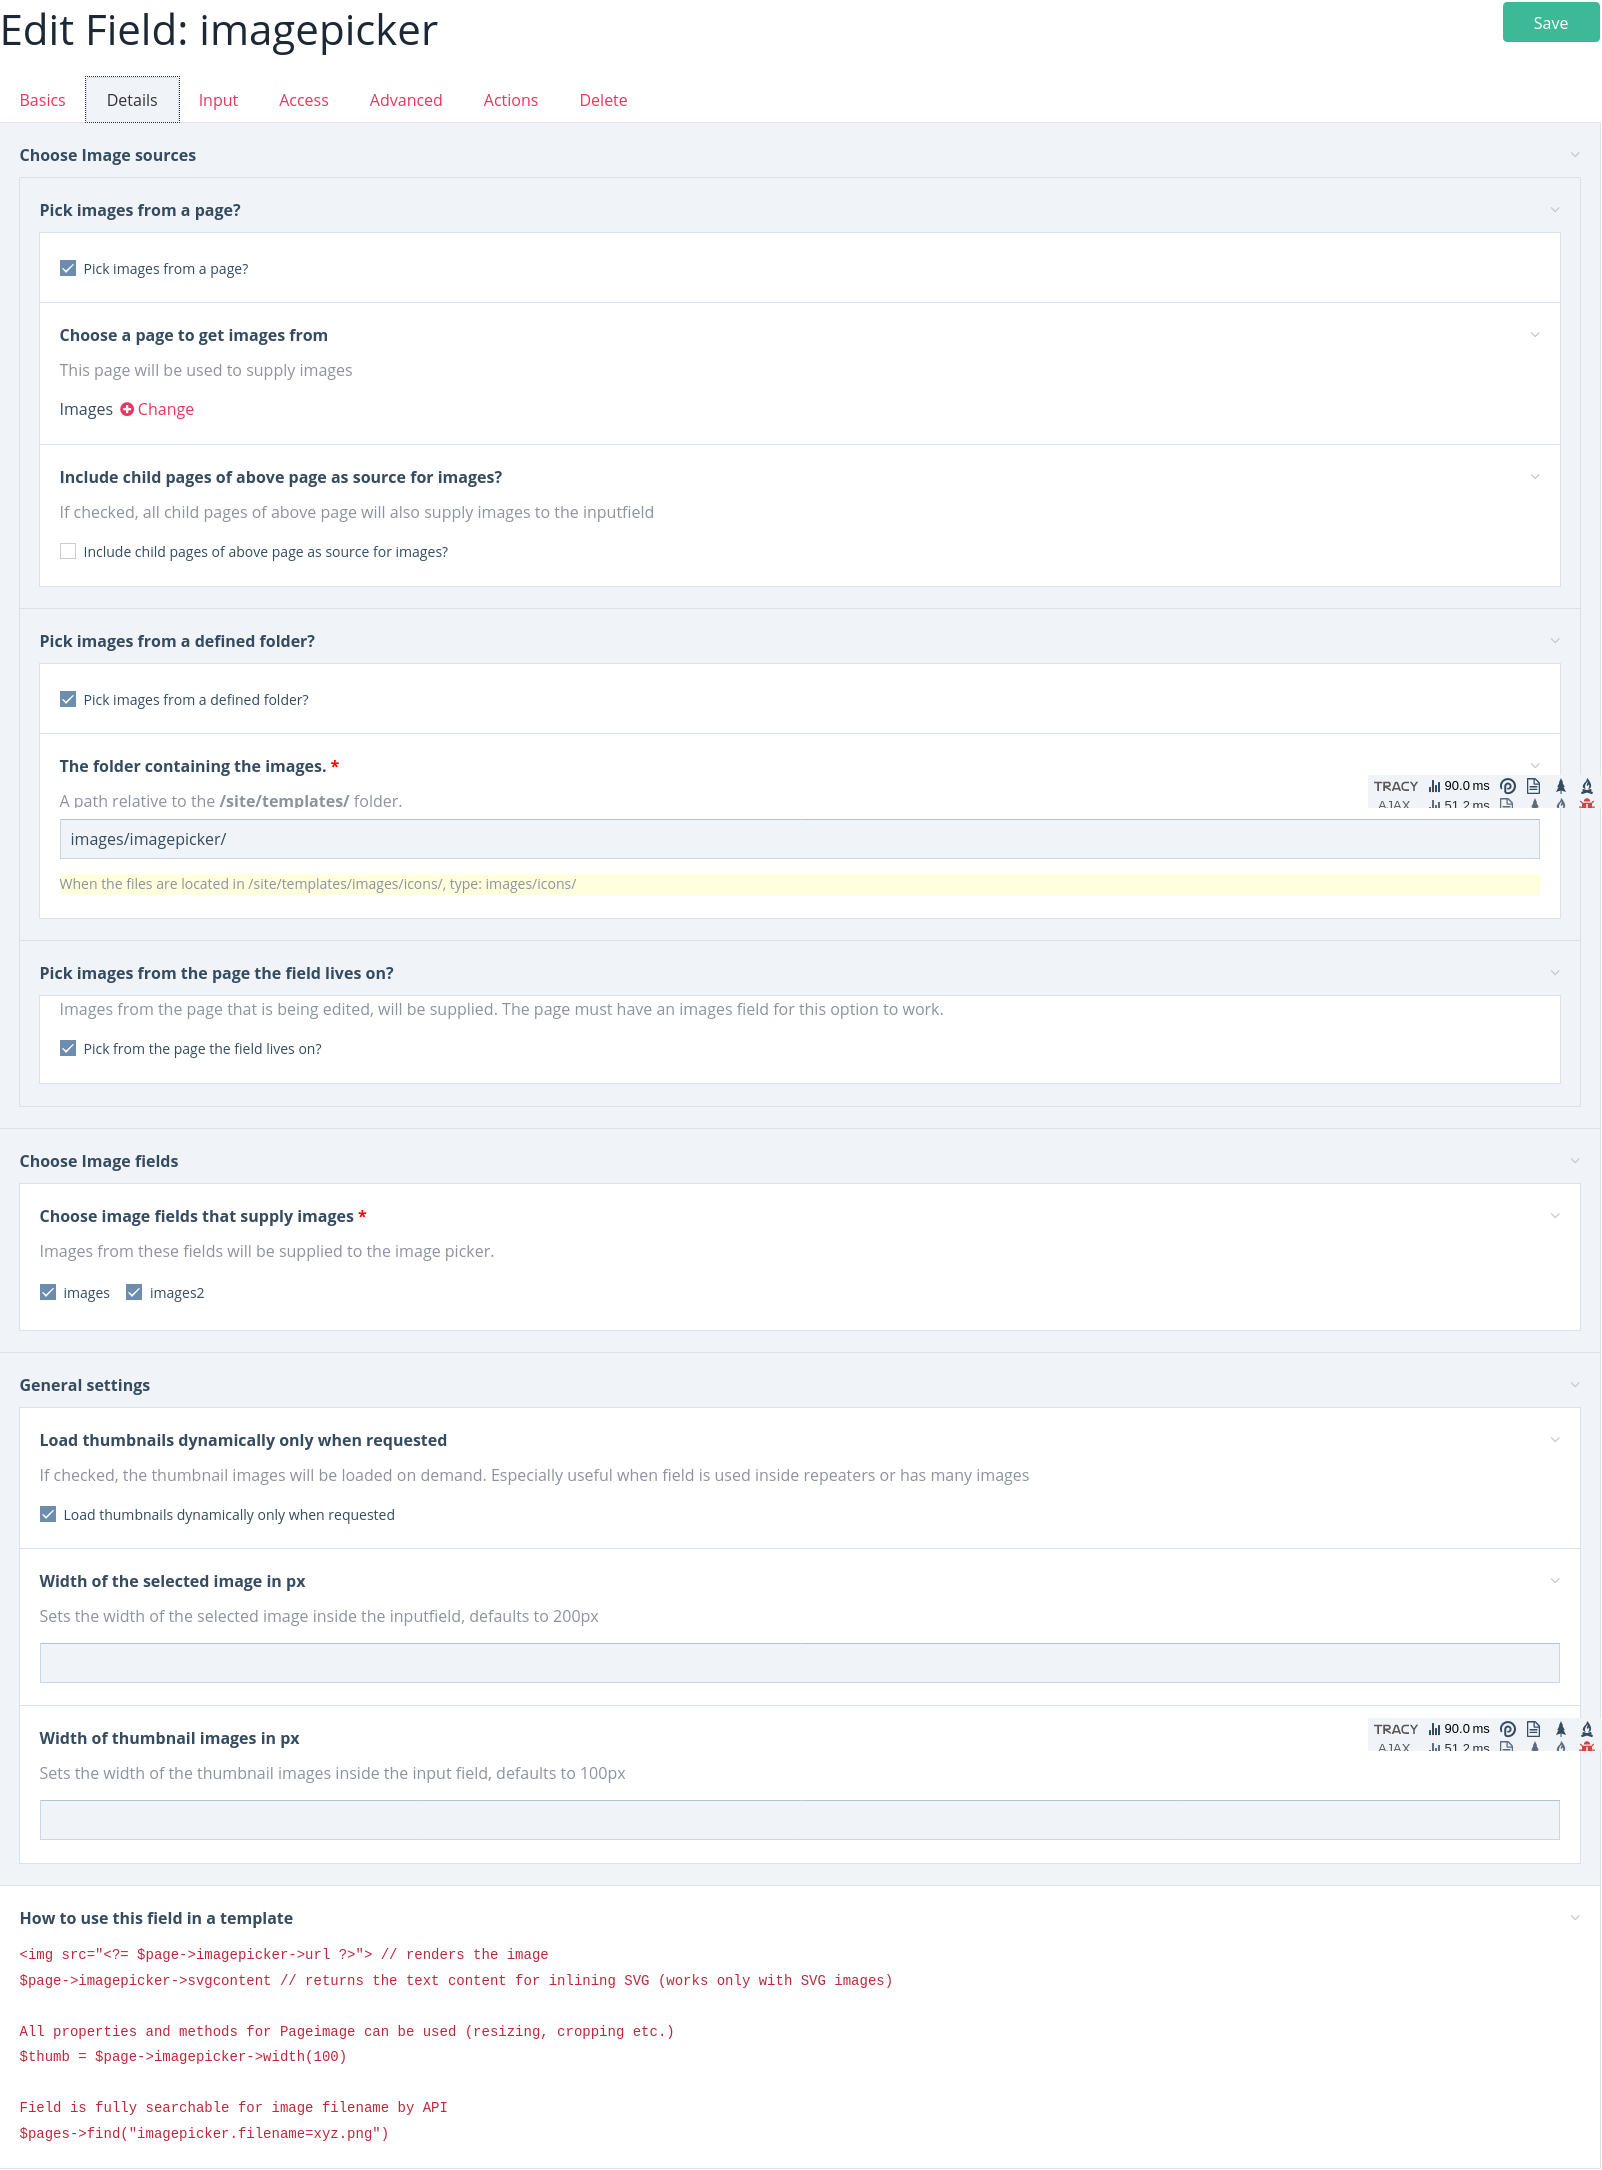 Edit Field: imagepicker
Save
Basics Details Input Access Advanced Actions Delete
Choose Image sources
Pick images from a page?
Pick images from a page?
Choose a page to get images from
This page will be used to supply images
Images Change
Include child pages of above page as source for images?
If checked, all child pages of above page will also supply images to the inputfield
Include child pages of above page as source for images?
Pick images from a defined folder?
Pick images from a defined folder?
The folder containing the images. *
TRACY 90.0 ms
A path relative to the /site/templates/ folder.
AJAX 51.2 ms
images/imagepicker/
When the files are located in /site/templates/images/icons/, type: images/icons/
Pick images from the page the field lives on?
Images from the page that is being edited, will be supplied. The page must have an images field for this option to work.
Pick from the page the field lives on?
Choose Image fields
Choose image fields that supply images *
Images from these fields will be supplied to the image picker.
images images2
General settings
Load thumbnails dynamically only when requested
If checked, the thumbnail images will be loaded on demand. Especially useful when field is used inside repeaters or has many images
Load thumbnails dynamically only when requested
Width of the selected image in px
Sets the width of the selected image inside the inputfield, defaults to 200px
Width of thumbnail images in px
TRACY 90.0 ms
AJAX 51.2 ms
Sets the width of the thumbnail images inside the input field, defaults to 100px
How to use this field in a template
<img src="<?= $page->imagepicker->url ?>"> // renders the image
$page->imagepicker->svgcontent // returns the text content for inlining SVG (works only with SVG images)
All properties and methods for Pageimage can be used (resizing, cropping etc.)
$thumb = $page->imagepicker->width(100)
Field is fully searchable for image filename by API
$pages->find("imagepicker.filename=xyz.png")